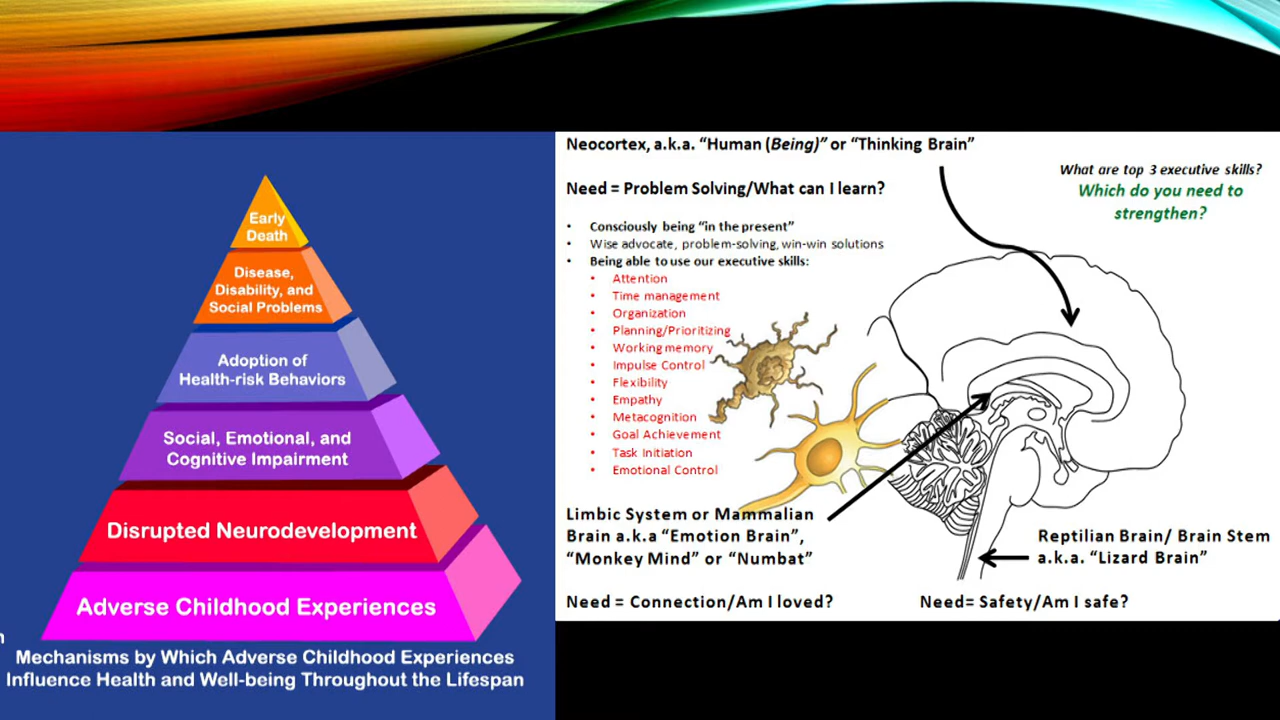 Early
Death
Disease,
Disability, and
Social Problems
Adoption of
Health-risk Behaviors
Social, Emotional, and
Cognitive Impairment
Disrupted Neurodevelopment
Adverse Childhood Experiences
Mechanisms by Which Adverse Childhood Experiences
Influence Health and Well-being Throughout the Lifespan
Neocortex, a.k.a. “Human (Being)” or “Thinking Brain”
Need = Problem Solving/What can I learn?
What are top 3 executive skills?
Which do you need to
strengthen?
• Consciously being “in the present”
• Wise advocate, problem-solving, win-win solutions
• Being able to use our executive skills:
• Attention
• Time management
• Organization
• Planning/Prioritizing
• Working memory
• Impulse Control
• Flexibility
• Empathy
• Metacognition
• Goal Achievement
• Task Initiation
• Emotional Control
Limbic System or Mammalian
Brain a.k.a “Emotion Brain”,
“Monkey Mind” or “Numbat”
Need = Connection/Am I loved?
Reptilian Brain/ Brain Stem
a.k.a. “Lizard Brain”
Need= Safety/Am I safe?